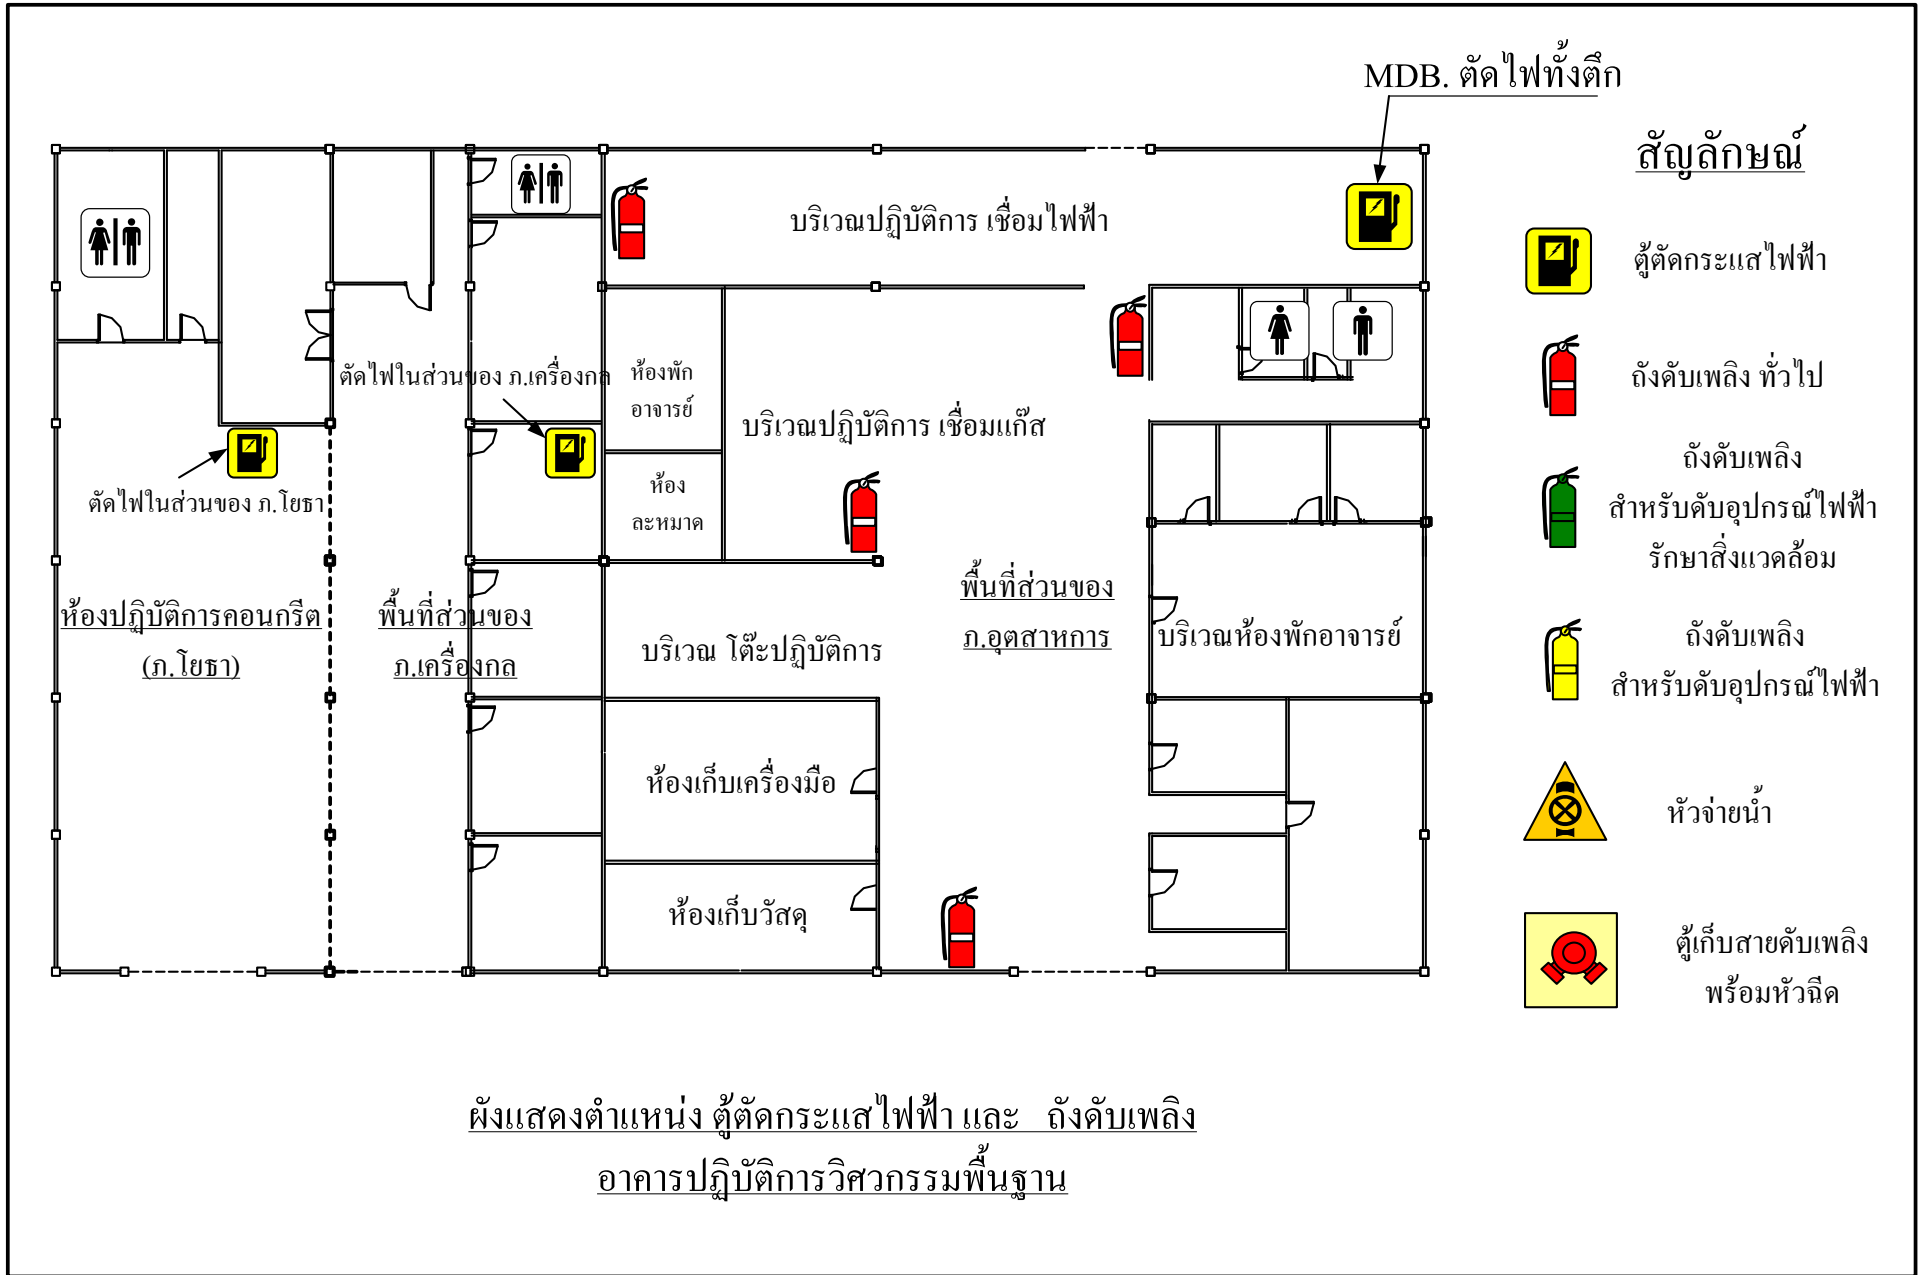 MDB. ตัดไฟทั้งตึก
สัญลักษณ์
บริเวณปฏิบัติการ เชื่อมไฟฟ้า
ตู้ตัดกระแสไฟฟ้า
ตัดไฟในส่วนของ ภ.เครื่องกล
ห้องพัก
อาจารย์
ถังดับเพลิง ทั่วไป
บริเวณปฏิบัติการ เชื่อมแก๊ส
ตัดไฟในส่วนของ ภ.โยธา
ห้อง
ละหมาด
ถังดับเพลิง
สำหรับดับอุปกรณ์ไฟฟ้า
รักษาสิ่งแวดล้อม
ห้องปฏิบัติการคอนกรีต
(ภ.โยธา)
พื้นที่ส่วนของ
ภ.เครื่องกล
บริเวณ โต๊ะปฏิบัติการ
พื้นที่ส่วนของ
ภ.อุตสาหการ
บริเวณห้องพักอาจารย์
ถังดับเพลิง
สำหรับดับอุปกรณ์ไฟฟ้า
ห้องเก็บเครื่องมือ
หัวจ่ายน้ำ
ห้องเก็บวัสดุ
ตู้เก็บสายดับเพลิง
พร้อมหัวฉีด
ผังแสดงตำแหน่ง ตู้ตัดกระแสไฟฟ้า และ ถังดับเพลิง
อาคารปฏิบัติการวิศวกรรมพื้นฐาน